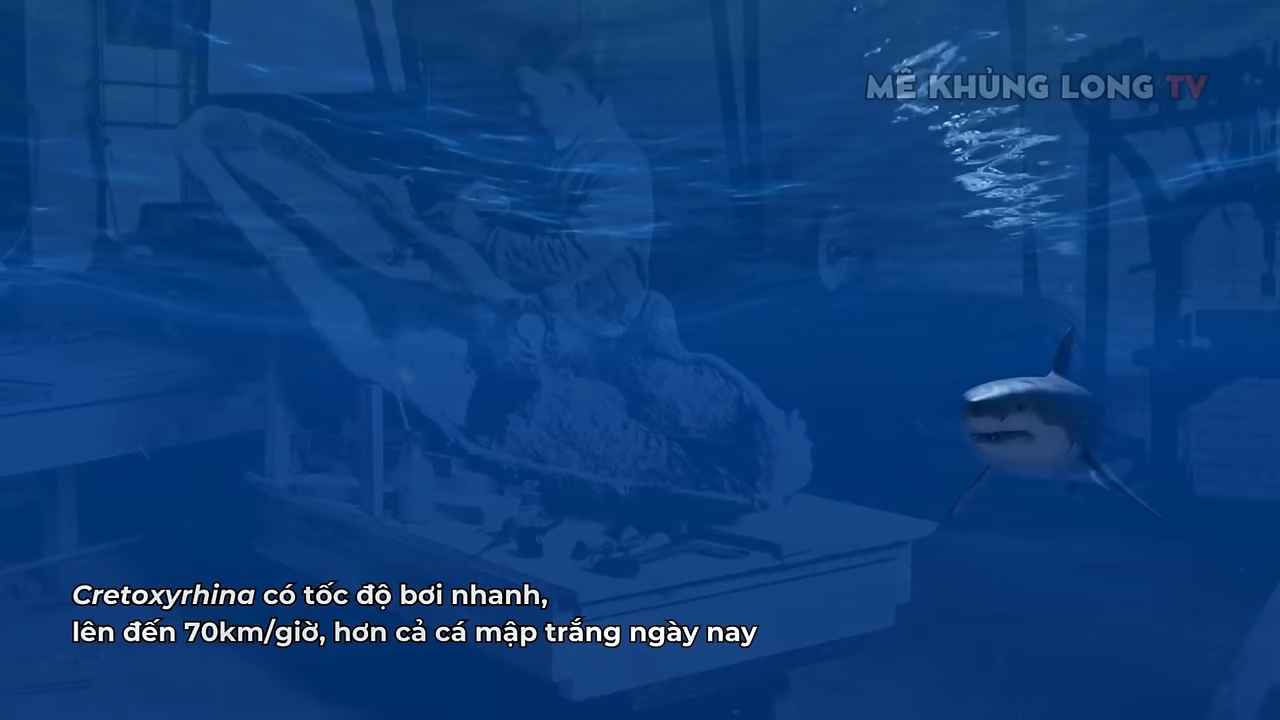 MÊ KHỦNG LONG TV
Cretoxyrhina có tốc độ bơi nhanh,
lên đến 70km/giờ, hơn cả cá mập trắng ngày nay